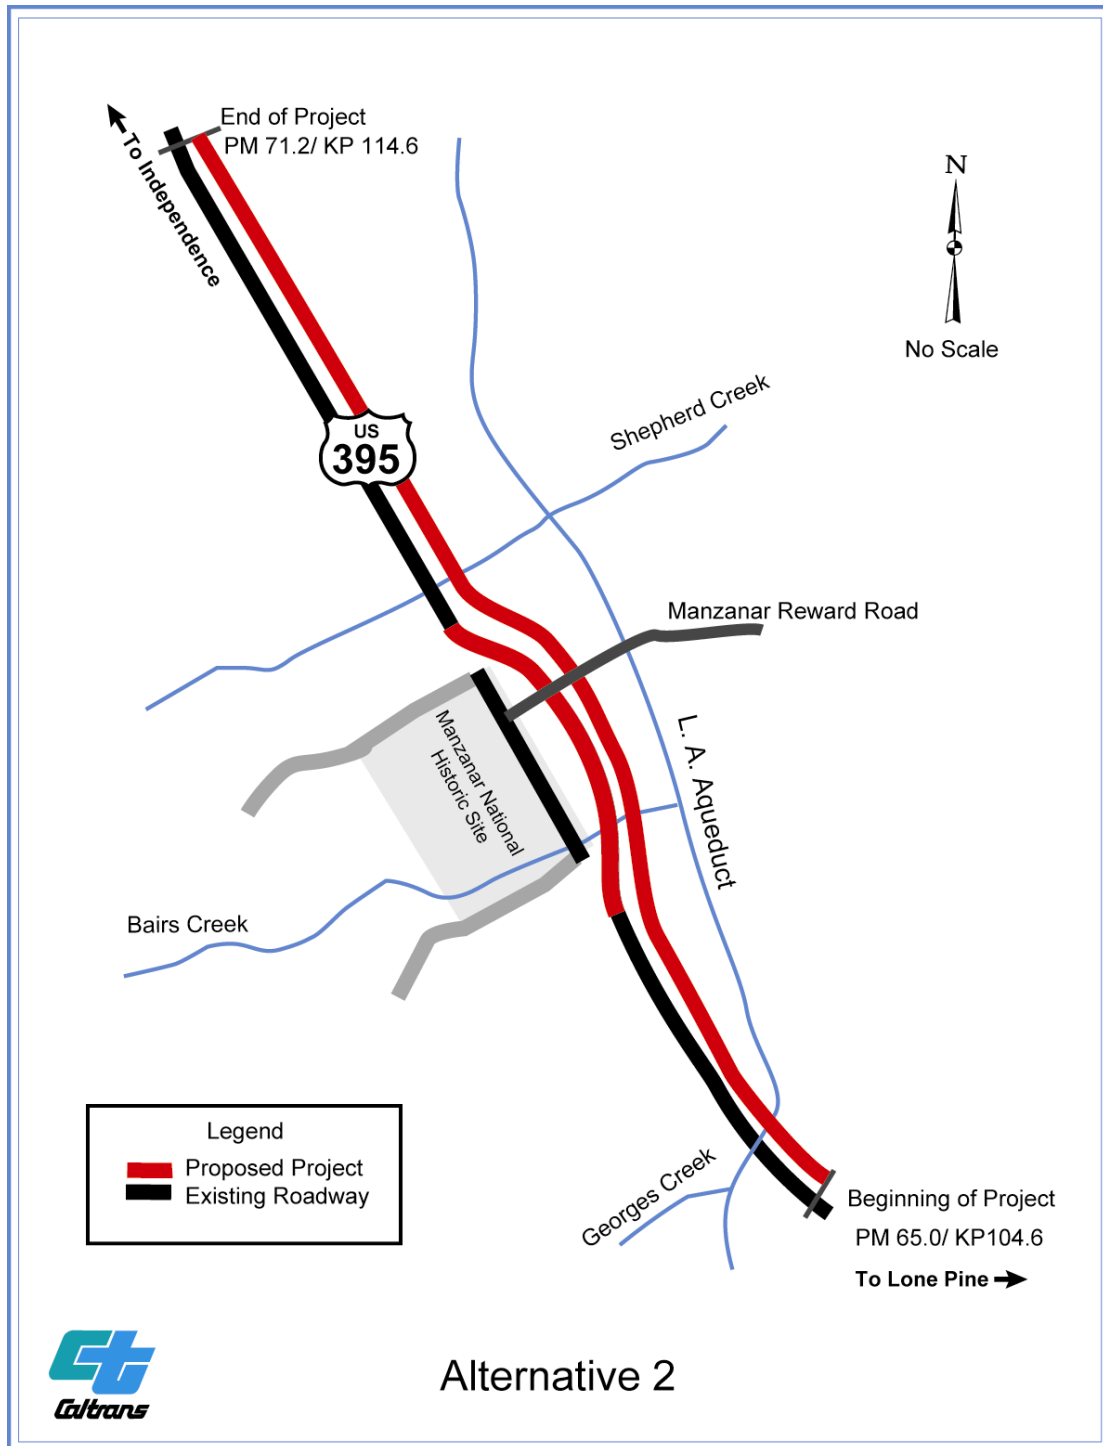 End of Project
PM 71.2/ KP 114.6
To Independence
N
No Scale
Shepherd Creek
US
395
Manzanar Reward Road
Manzanar National
Historic Site
L. A. Aqueduct
Bairs Creek
Legend
Proposed Project
Existing Roadway
Georges Creek
Beginning of Project
PM 65.0/ KP104.6
To Lone Pine
Alternative 2
ct
Caltrans